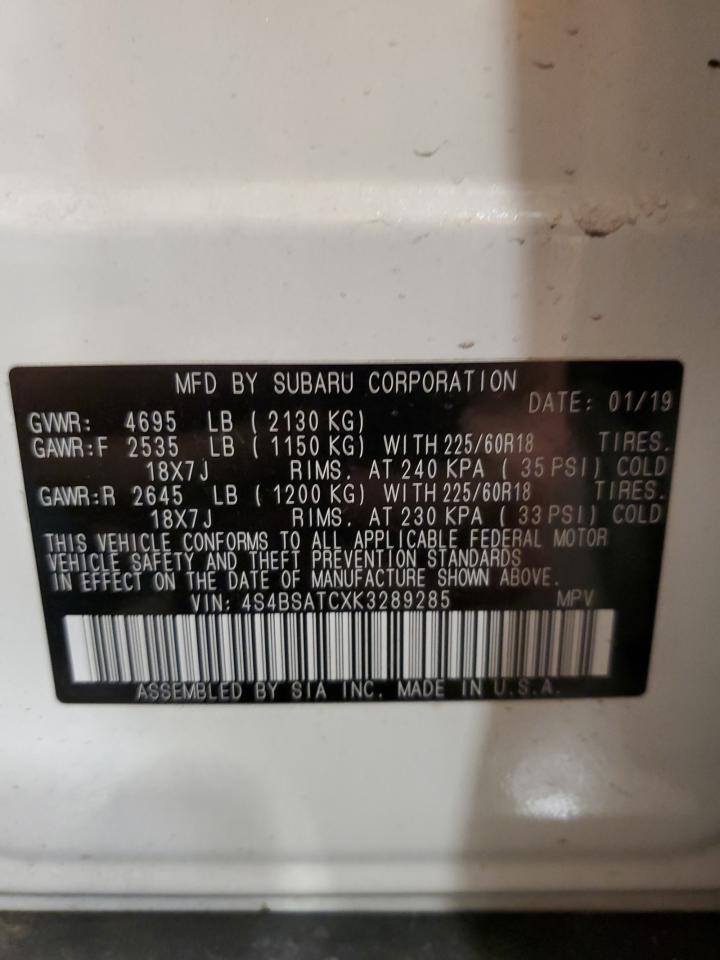 MFD BY SUBARU CORPORATION
DATE: 01/19
GVWR: 4695 LB ( 2130 KG)
GAWR:F 2535 LB ( 1150 KG) WITH 225/60R18 TIRES.
18X7J RIMS. AT 240 KPA ( 35 PSI) COLD
GAWR:R 2645 LB ( 1200 KG) WITH 225/60R18 TIRES.
18X7J RIMS. AT 230 KPA ( 33 PSI) COLD
THIS VEHICLE CONFORMS TO ALL APPLICABLE FEDERAL MOTOR
VEHICLE SAFETY AND THEFT PREVENTION STANDARDS
IN EFFECT ON THE DATE OF MANUFACTURE SHOWN ABOVE.
VIN: 4S4BSATCXK3289285 MPV
ASSEMBLED BY SIA INC. MADE IN U.S.A.